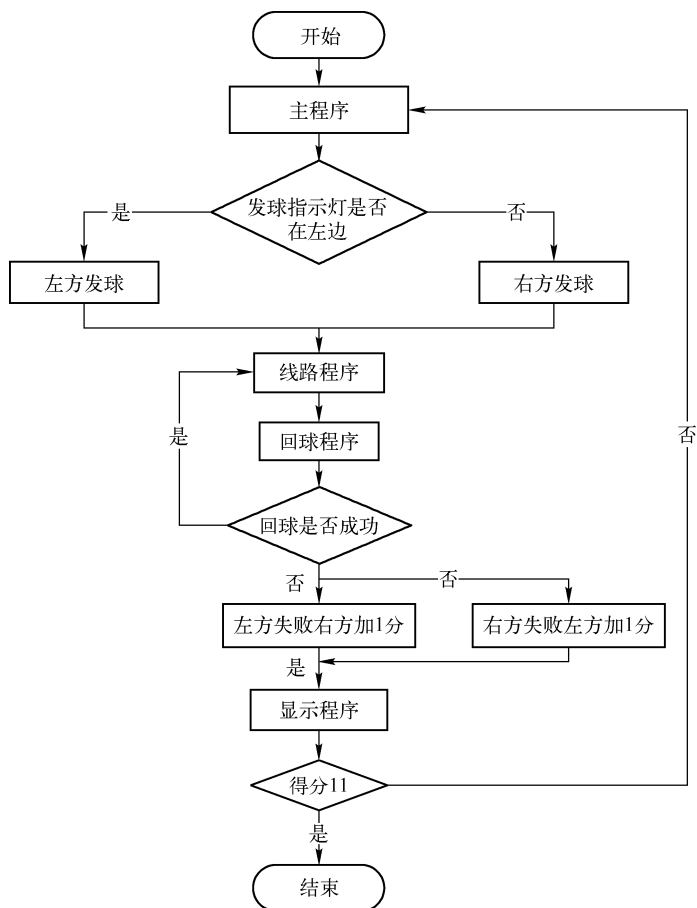 开始
主程序
发球指示灯是否
在左边
是
否
左方发球
右方发球
线路程序
是
回球程序
否
回球是否成功
否
否
左方失败右方加1分
右方失败左方加1分
是
显示程序
得分11
是
结束